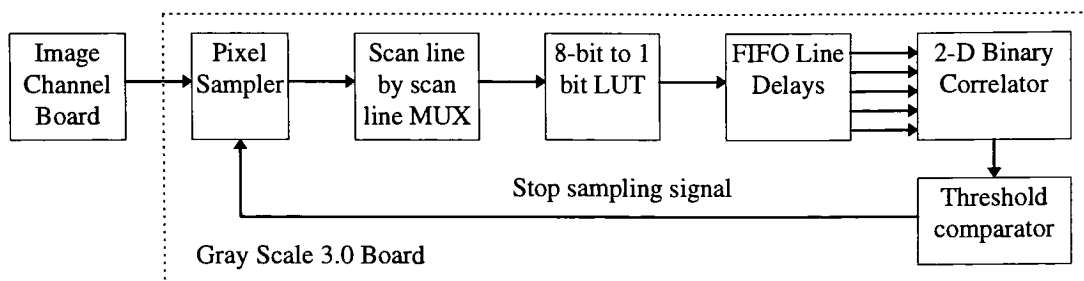 Image
Channel
Board
Pixel
Sampler
Scan line
by scan
line MUX
8-bit to 1
bit LUT
FIFO Line
Delays
2-D Binary
Correlator
Threshold
comparator
Stop sampling signal
Gray Scale 3.0 Board